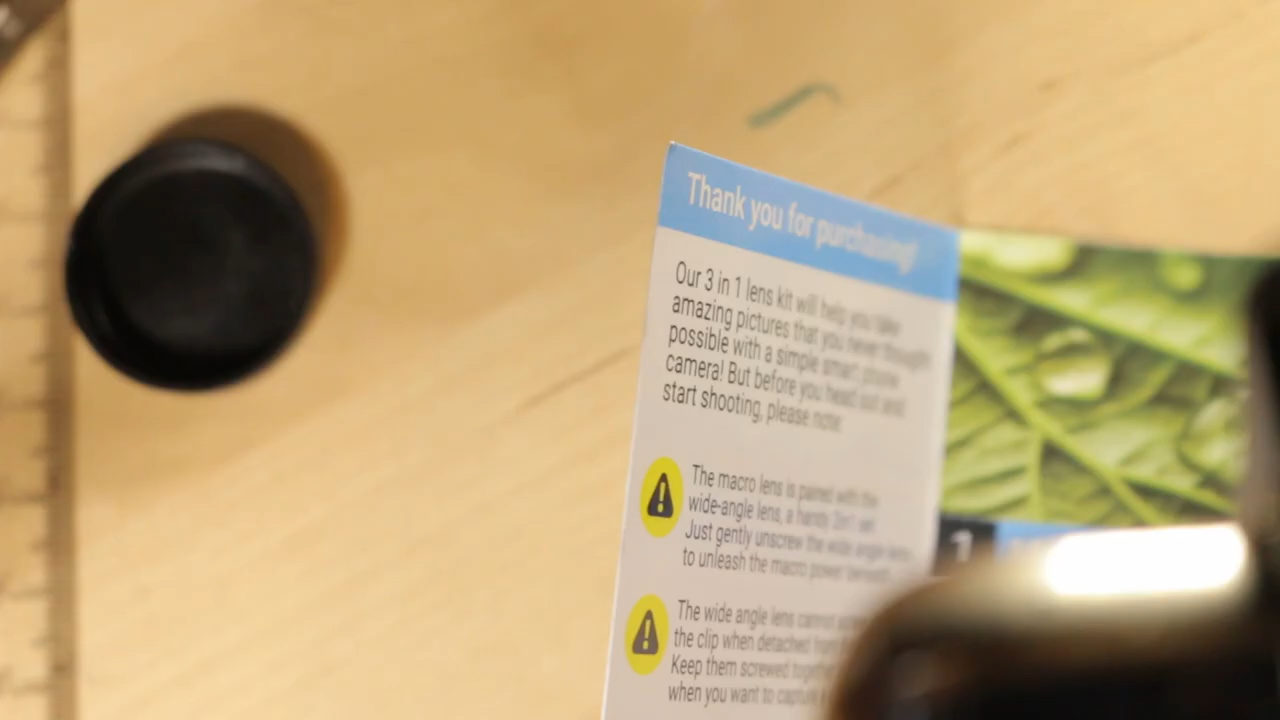 Thank you for purchasing!
Our 3 in 1 lens kit will help you take
amazing pictures that you never thought
possible with a simple smart phone
camera! But before you head out and
start shooting, please note:
The macro lens is paired with the
wide-angle lens, a handy 2in1 set.
Just gently unscrew the wide angle lens
to unleash the macro power beneath.
The wide angle lens cannot
the clip when detached from
Keep them screwed together
when you want to capture
1